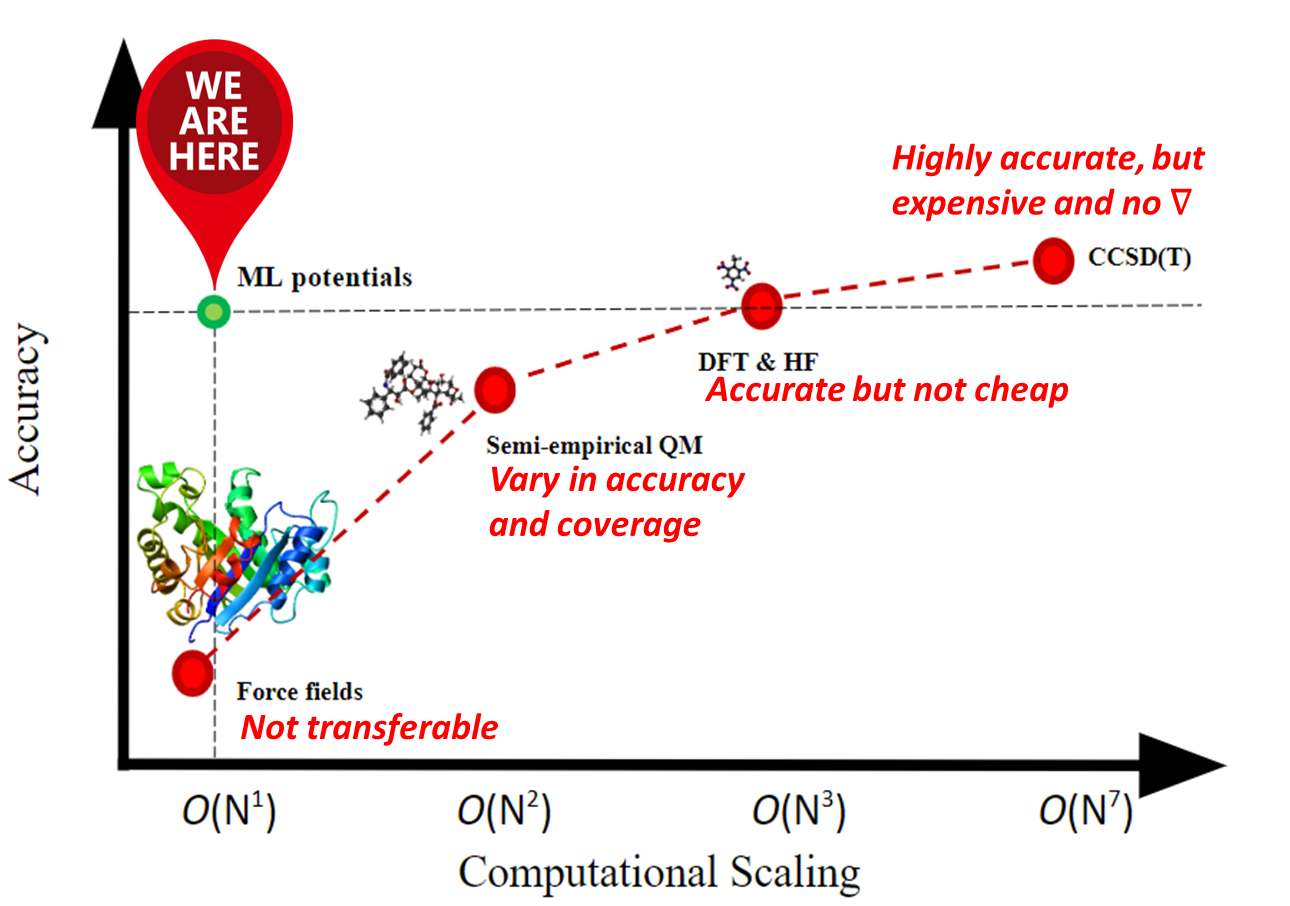 WE
ARE
HERE
Highly accurate, but
expensive and no ∇
CCSD(T)
ML potentials
DFT & HF
Accurate but not cheap
Semi-empirical QM
Vary in accuracy
and coverage
Force fields
Not transferable
Accuracy
O(N¹) O(N²) O(N³) O(N⁷)
Computational Scaling